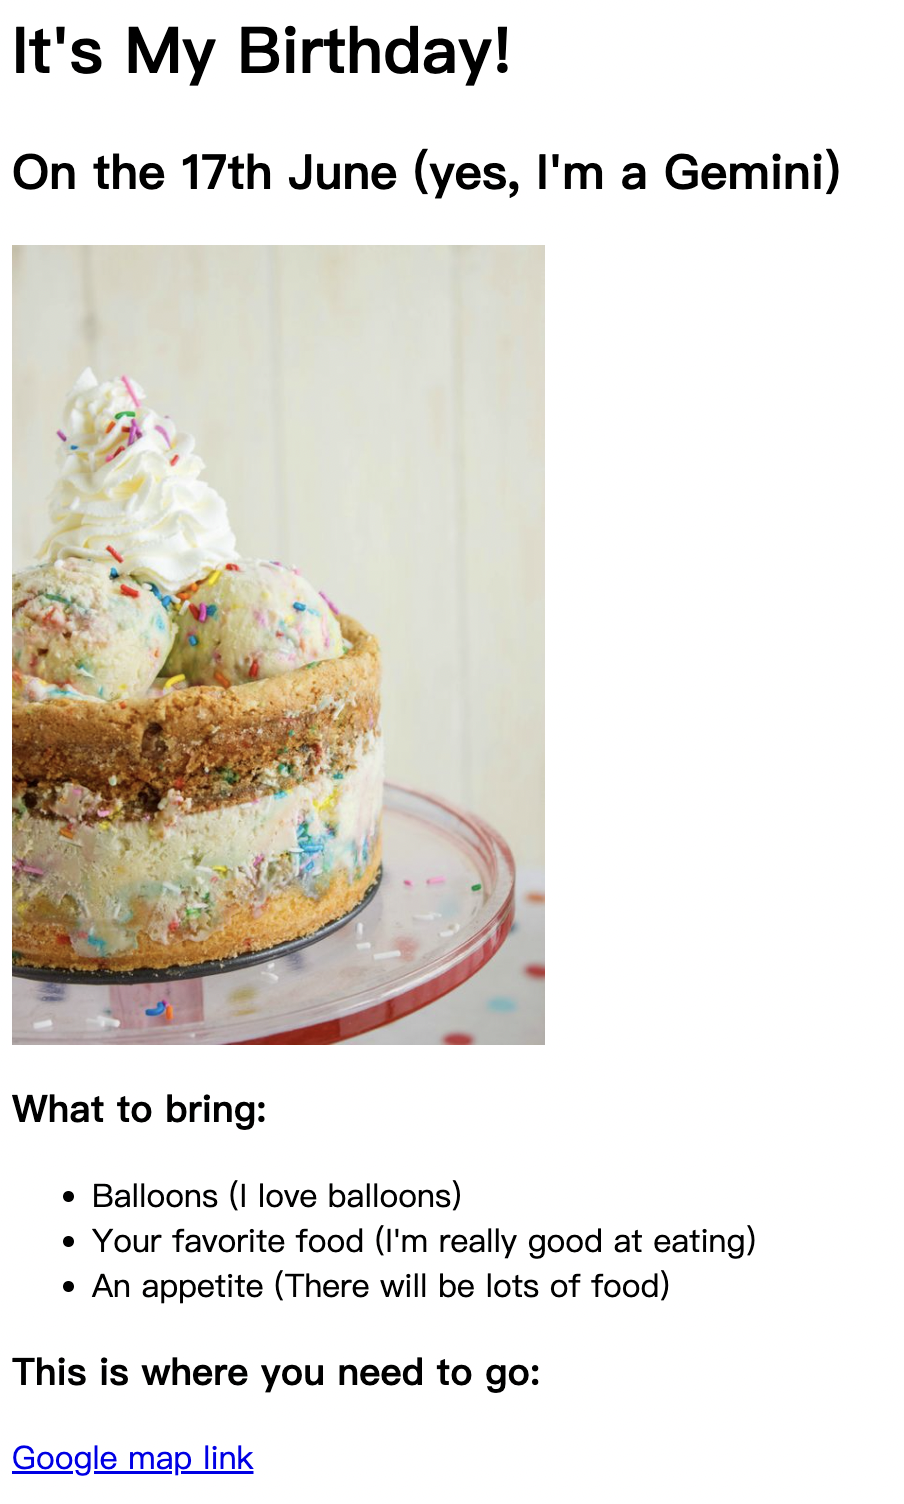 It's My Birthday!
On the 17th June (yes, I'm a Gemini)
What to bring:
Balloons (I love balloons)
Your favorite food (I'm really good at eating)
An appetite (There will be lots of food)
This is where you need to go:
Google map link